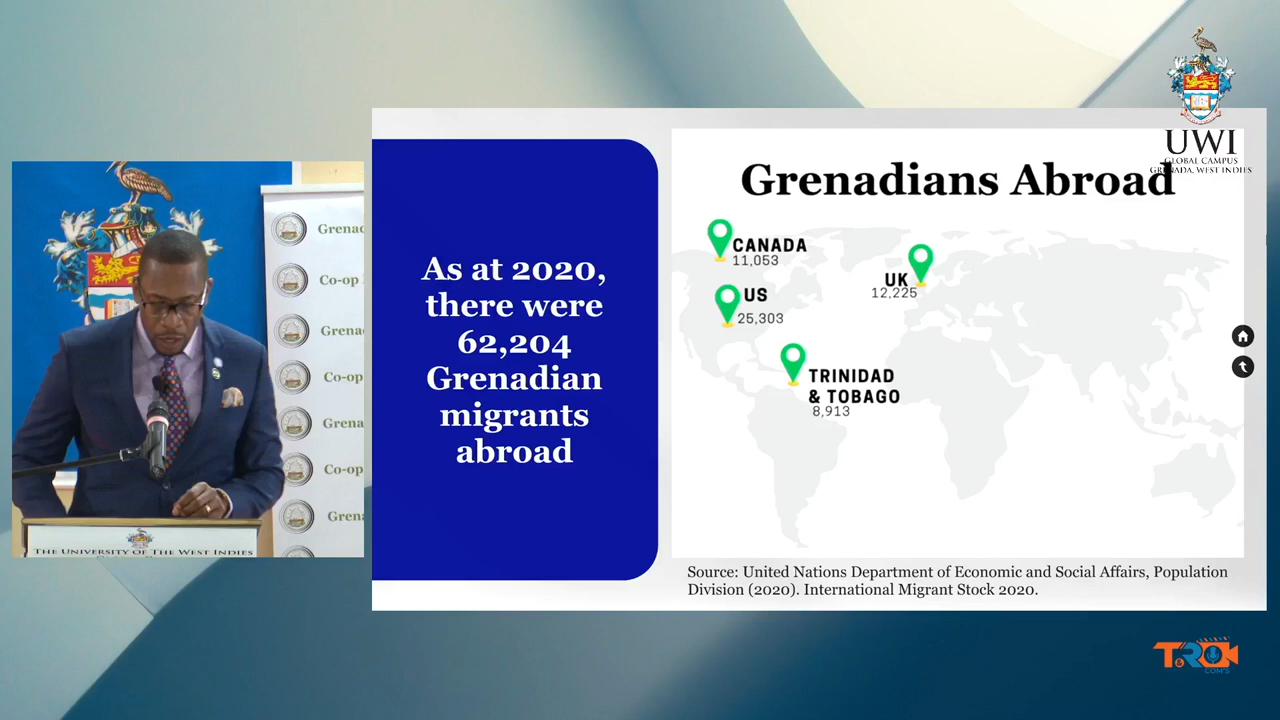 UWI
GLOBAL CAMPUS
GRENADA, WEST INDIES
Grenadians Abroad
As at 2020,
there were
62,204
Grenadian
migrants
abroad
CANADA
11,053
UK
12,225
US
25,303
TRINIDAD
& TOBAGO
8,913
Source: United Nations Department of Economic and Social Affairs, Population
Division (2020). International Migrant Stock 2020.
Grenad
Co-op
Grena
Co-op
Grena
Co-op
Gren
THE UNIVERSITY OF THE WEST INDIES
T&RO
COM'S